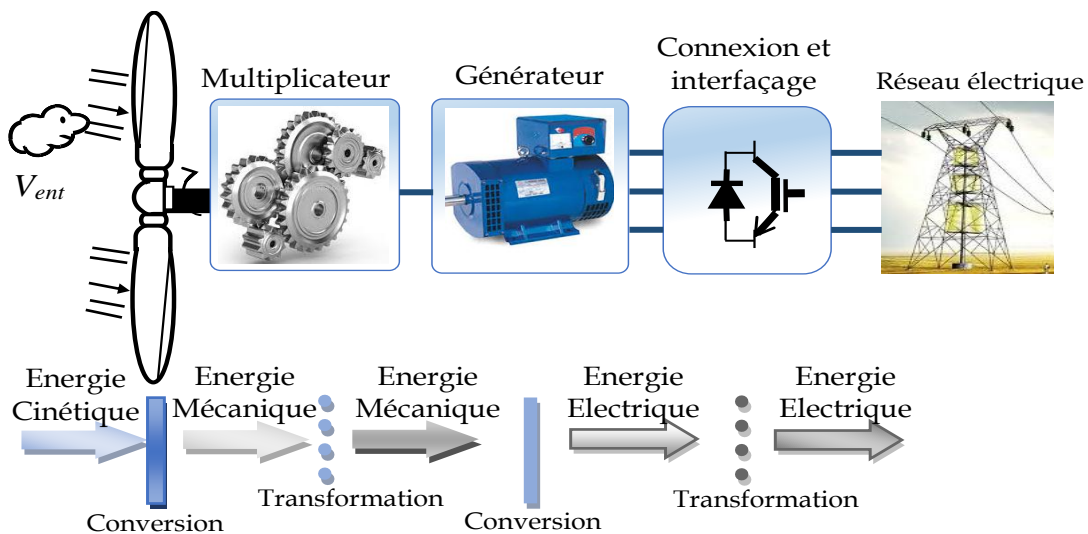 Connexion et
interfaçage
Multiplicateur
Générateur
Réseau électrique
V_ent
Energie
Cinétique
Energie
Mécanique
Energie
Mécanique
Energie
Electrique
Energie
Electrique
Conversion
Transformation
Conversion
Transformation